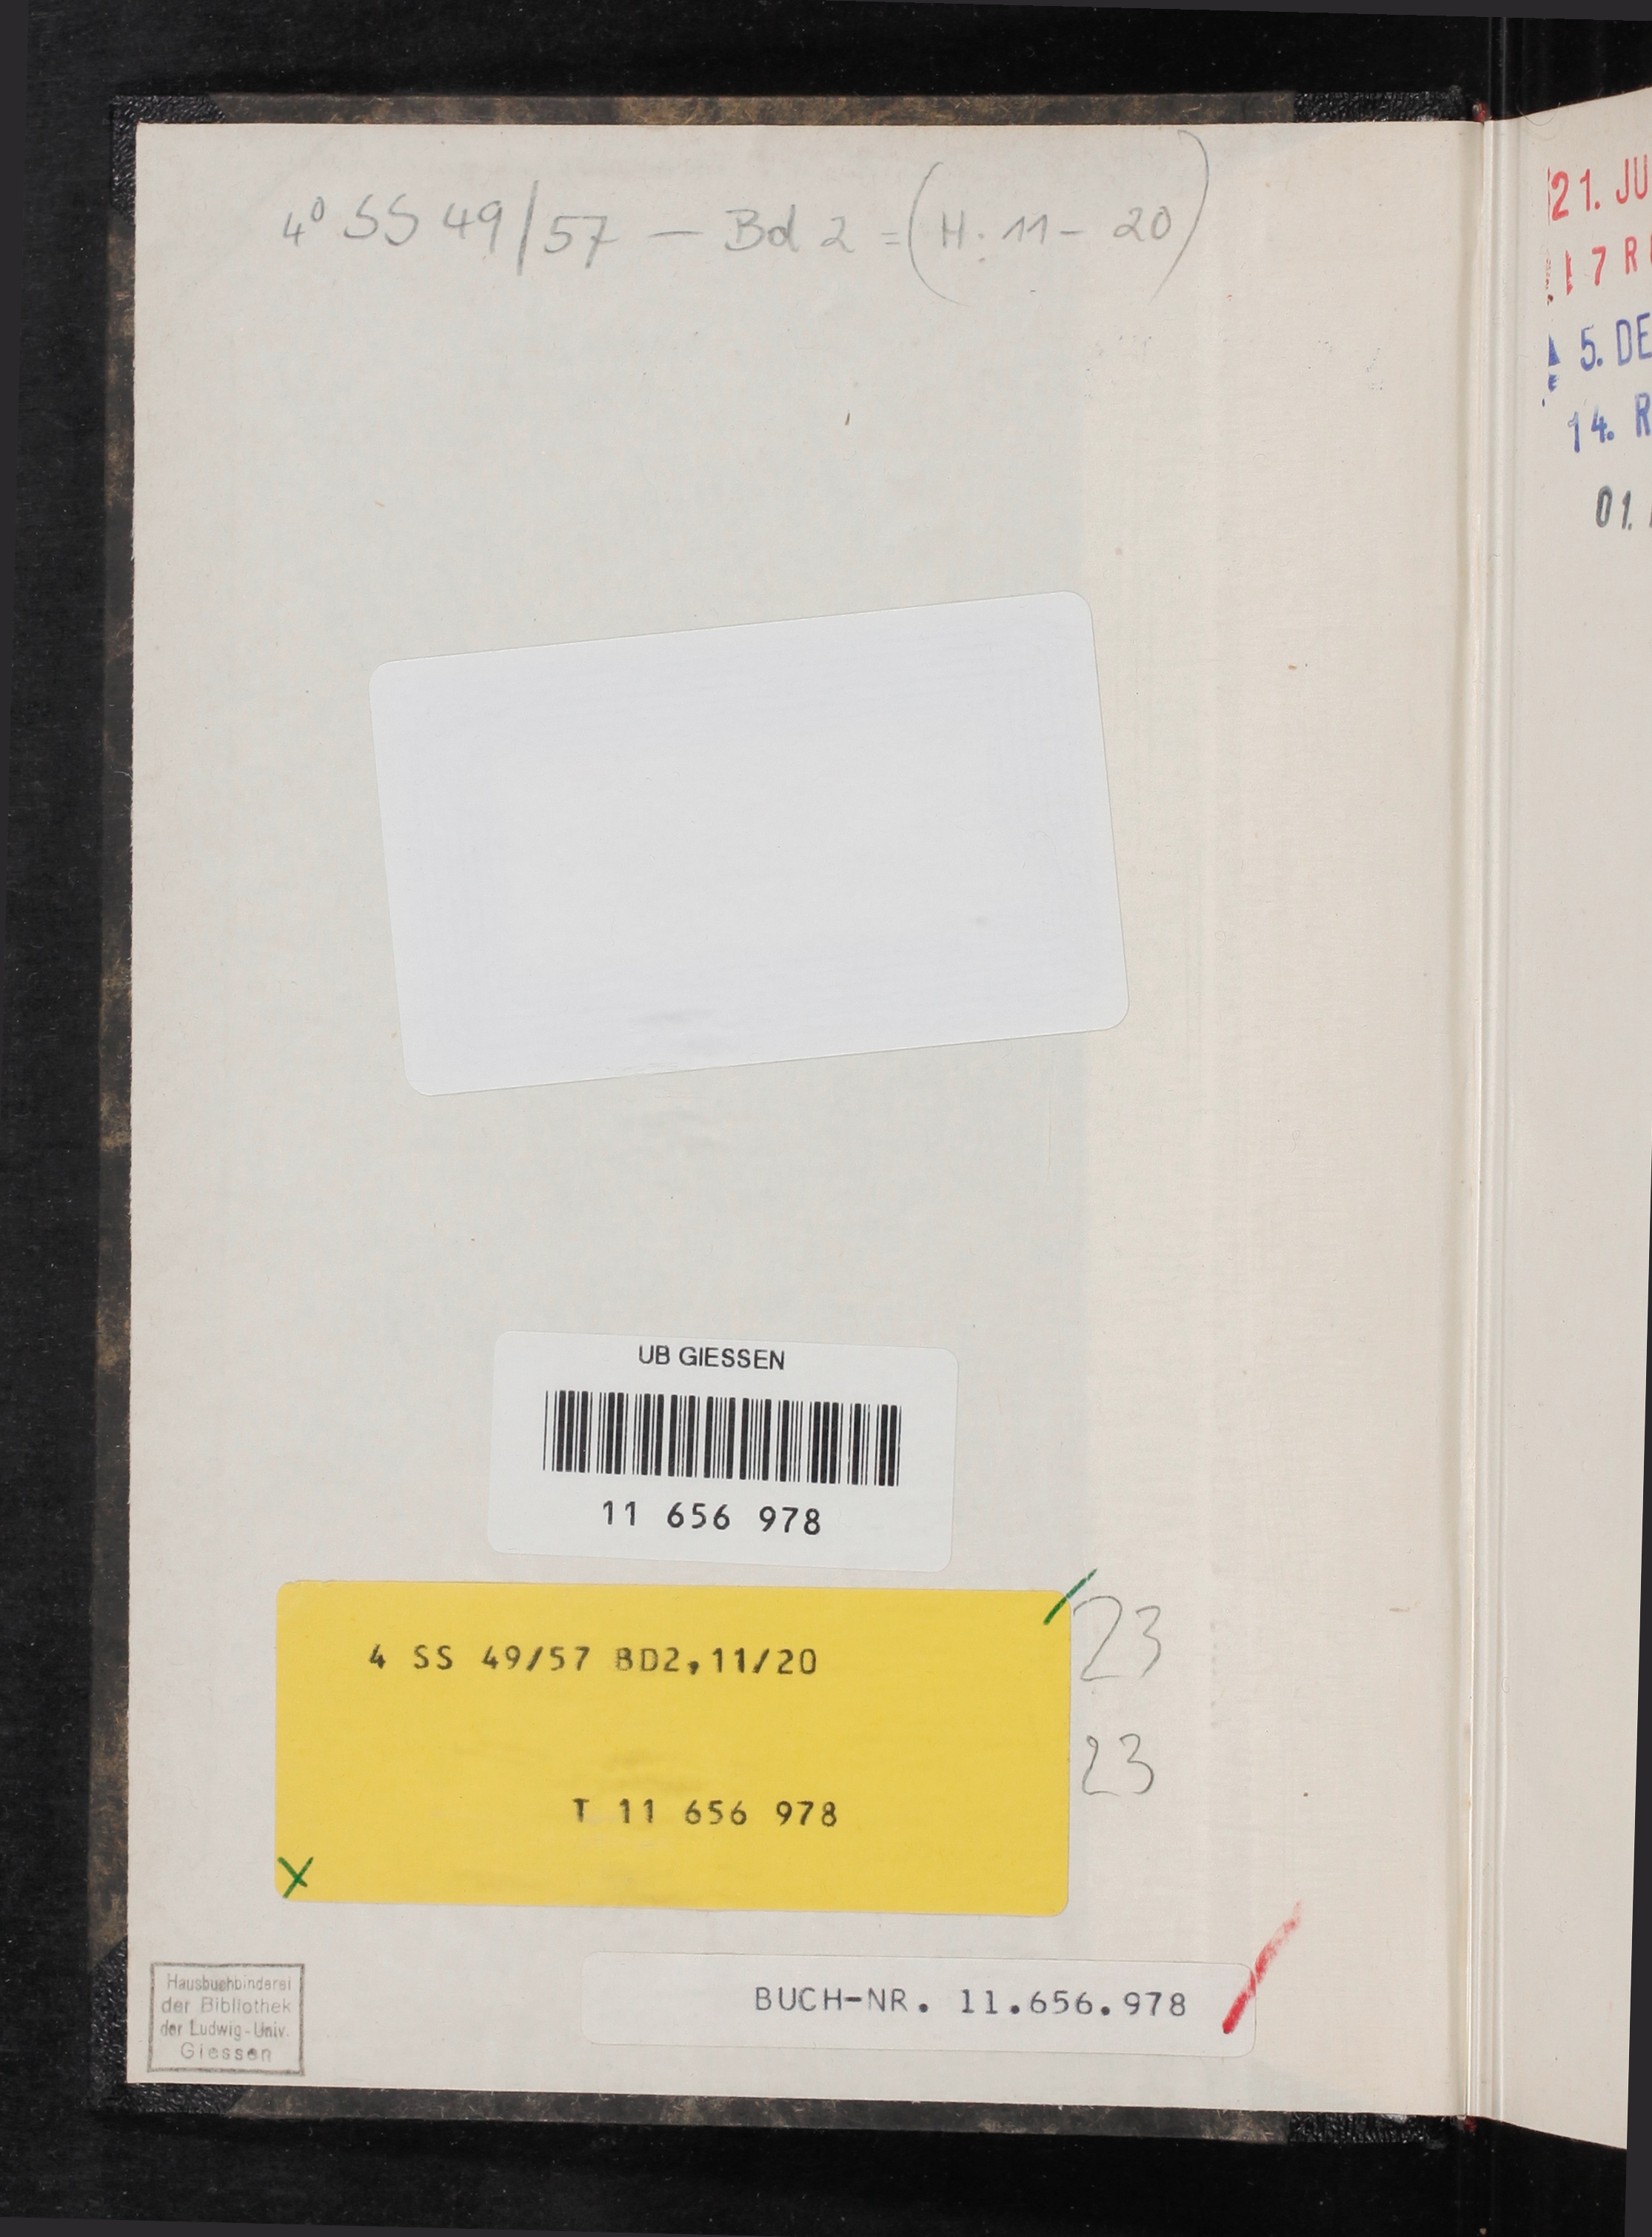 4° SS 49/57 — Bd 2 = (H. 11 - 20)
UB GIESSEN
11 656 978
4 SS 49/57 BD2,11/20
23
23
T 11 656 978
X
BUCH-NR. 11.656.978
Hausbuchbinderei
der Bibliothek
der Ludwig-Univ.
Giessen
21. JU
5. DE
14. R
01.